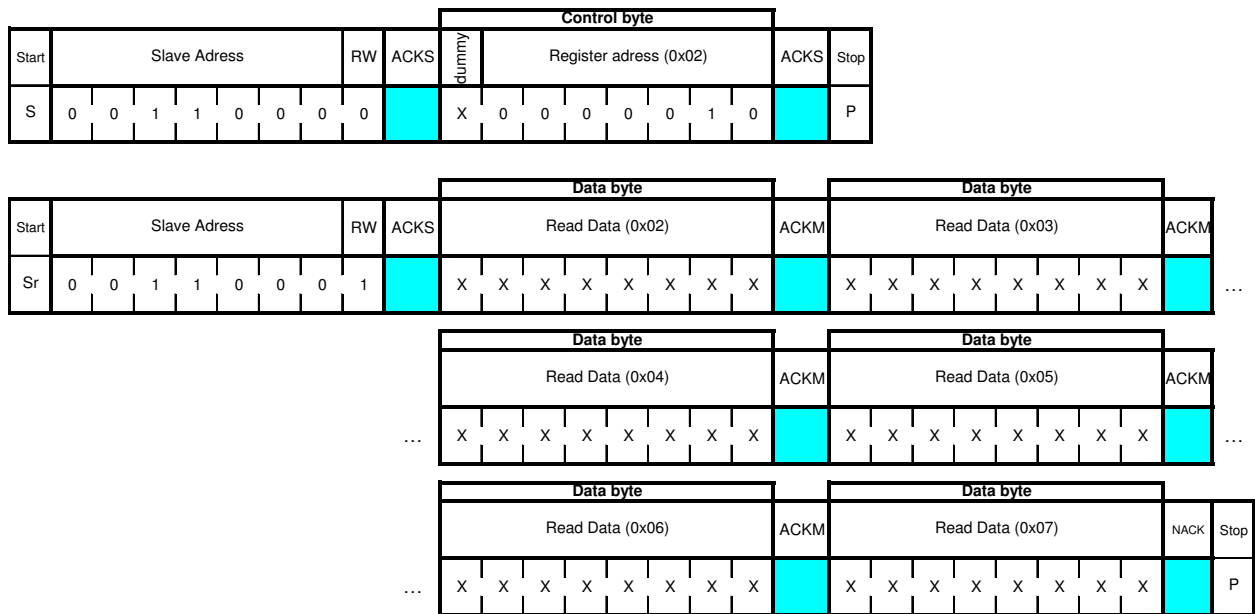 Control byte
Start Slave Adress RW ACKS dummy Register adress (0x02) ACKS Stop
S 0 0 1 1 0 0 0 0 X 0 0 0 0 0 1 0 P
Data byte Data byte
Start Slave Adress RW ACKS Read Data (0x02) ACKM Read Data (0x03) ACKM
Sr 0 0 1 1 0 0 0 1 X X X X X X X X X X X X X X X X …
Data byte Data byte
Read Data (0x04) ACKM Read Data (0x05) ACKM
… X X X X X X X X X X X X X X X X …
Data byte Data byte
Read Data (0x06) ACKM Read Data (0x07) NACK Stop
… X X X X X X X X X X X X X X X X P